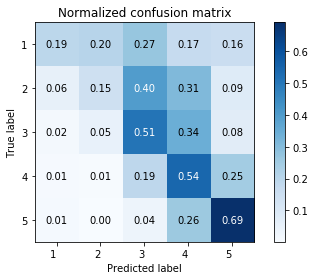 Normalized confusion matrix
1 0.19 0.20 0.27 0.17 0.16
2 0.06 0.15 0.40 0.31 0.09
3 0.02 0.05 0.51 0.34 0.08
4 0.01 0.01 0.19 0.54 0.25
5 0.01 0.00 0.04 0.26 0.69
1 2 3 4 5
True label
Predicted label
0.6
0.5
0.4
0.3
0.2
0.1